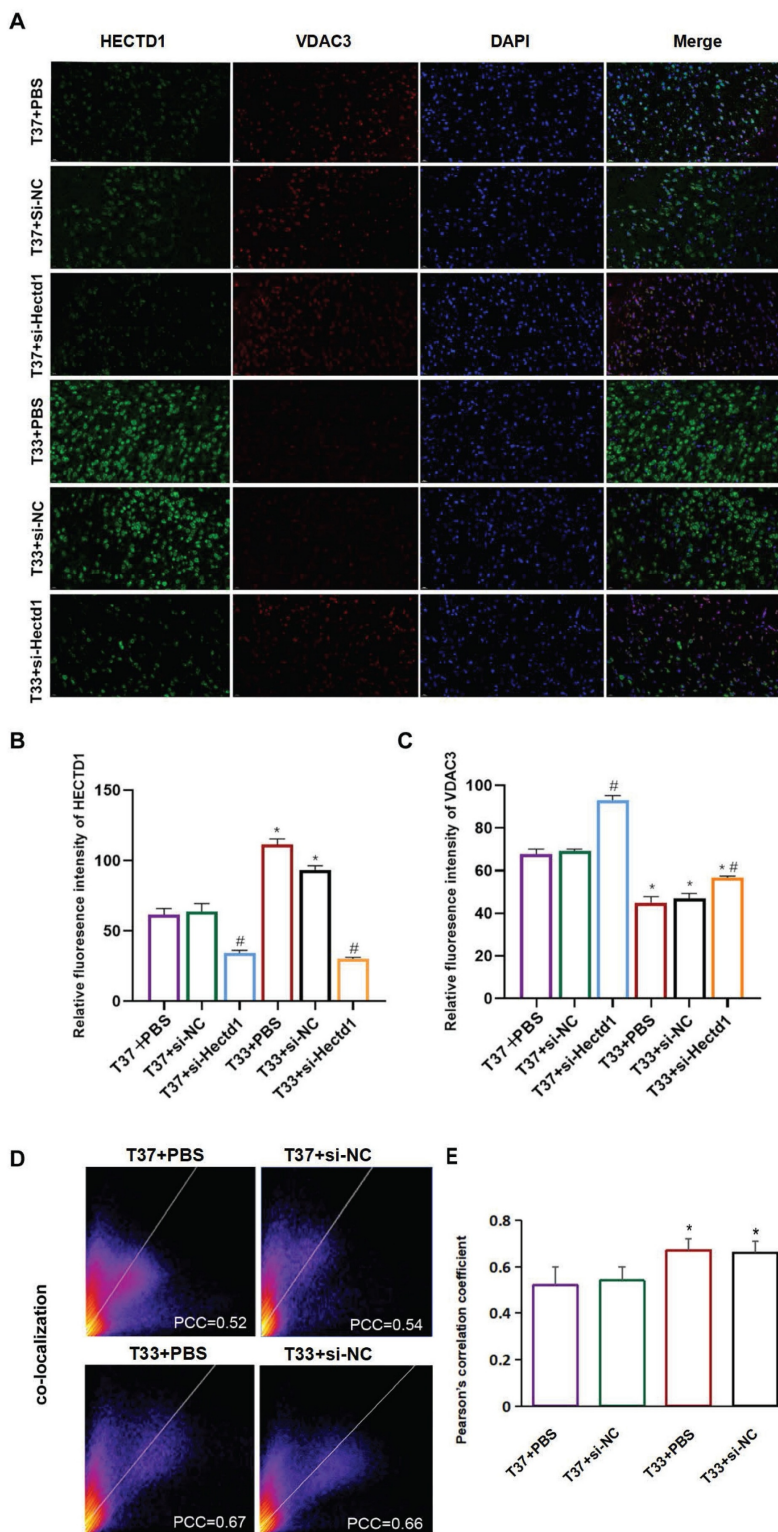 A
HECTD1 VDAC3 DAPI Merge
T37+PBS
T37+Si-NC
T37+si-Hectd1
T33+PBS
T33+si-NC
T33+si-Hectd1
B
Relative fluoresence intensity of HECTD1
150
100
50
0
* * # #
T37+PBS T37+si-NC T37+si-Hectd1 T33+PBS T33+si-NC T33+si-Hectd1
C
Relative fluoresence intensity of VDAC3
100
80
60
40
20
0
# * * * #
T37+PBS T37+si-NC T37+si-Hectd1 T33+PBS T33+si-NC T33+si-Hectd1
D
co-localization
T37+PBS T37+si-NC
PCC=0.52 PCC=0.54
T33+PBS T33+si-NC
PCC=0.67 PCC=0.66
E
Pearson's correlation coefficient
0.8
0.6
0.4
0.2
0
* *
T37+PBS T37+si-NC T33+PBS T33+si-NC